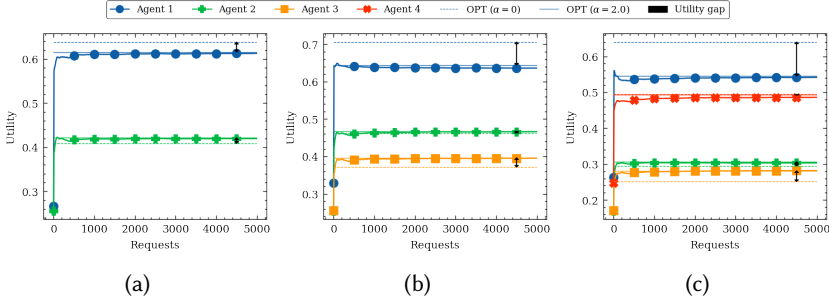 Agent 1 Agent 2 Agent 3 Agent 4 OPT (α = 0) OPT (α = 2.0) Utility gap
Utility
0.6
0.5
0.4
0.3
0 1000 2000 3000 4000 5000
Requests
(a)
Utility
0.7
0.6
0.5
0.4
0.3
0 1000 2000 3000 4000 5000
Requests
(b)
Utility
0.6
0.5
0.4
0.3
0.2
0 1000 2000 3000 4000 5000
Requests
(c)